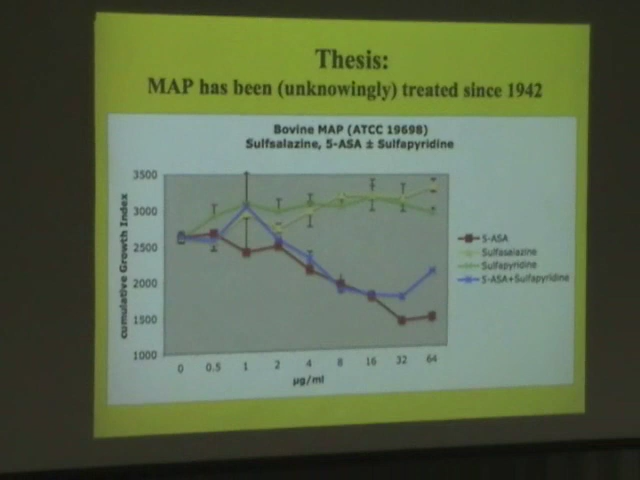 Thesis:
MAP has been (unknowingly) treated since 1942
Bovine MAP (ATCC 19698)
Sulfsalazine, 5-ASA ± Sulfapyridine
cumulative Growth Index
3500
3000
2500
2000
1500
1000
0 0.5 1 2 4 8 16 32 64
µg/ml
5-ASA
Sulfasalazine
Sulfapyridine
5-ASA+Sulfapyridine